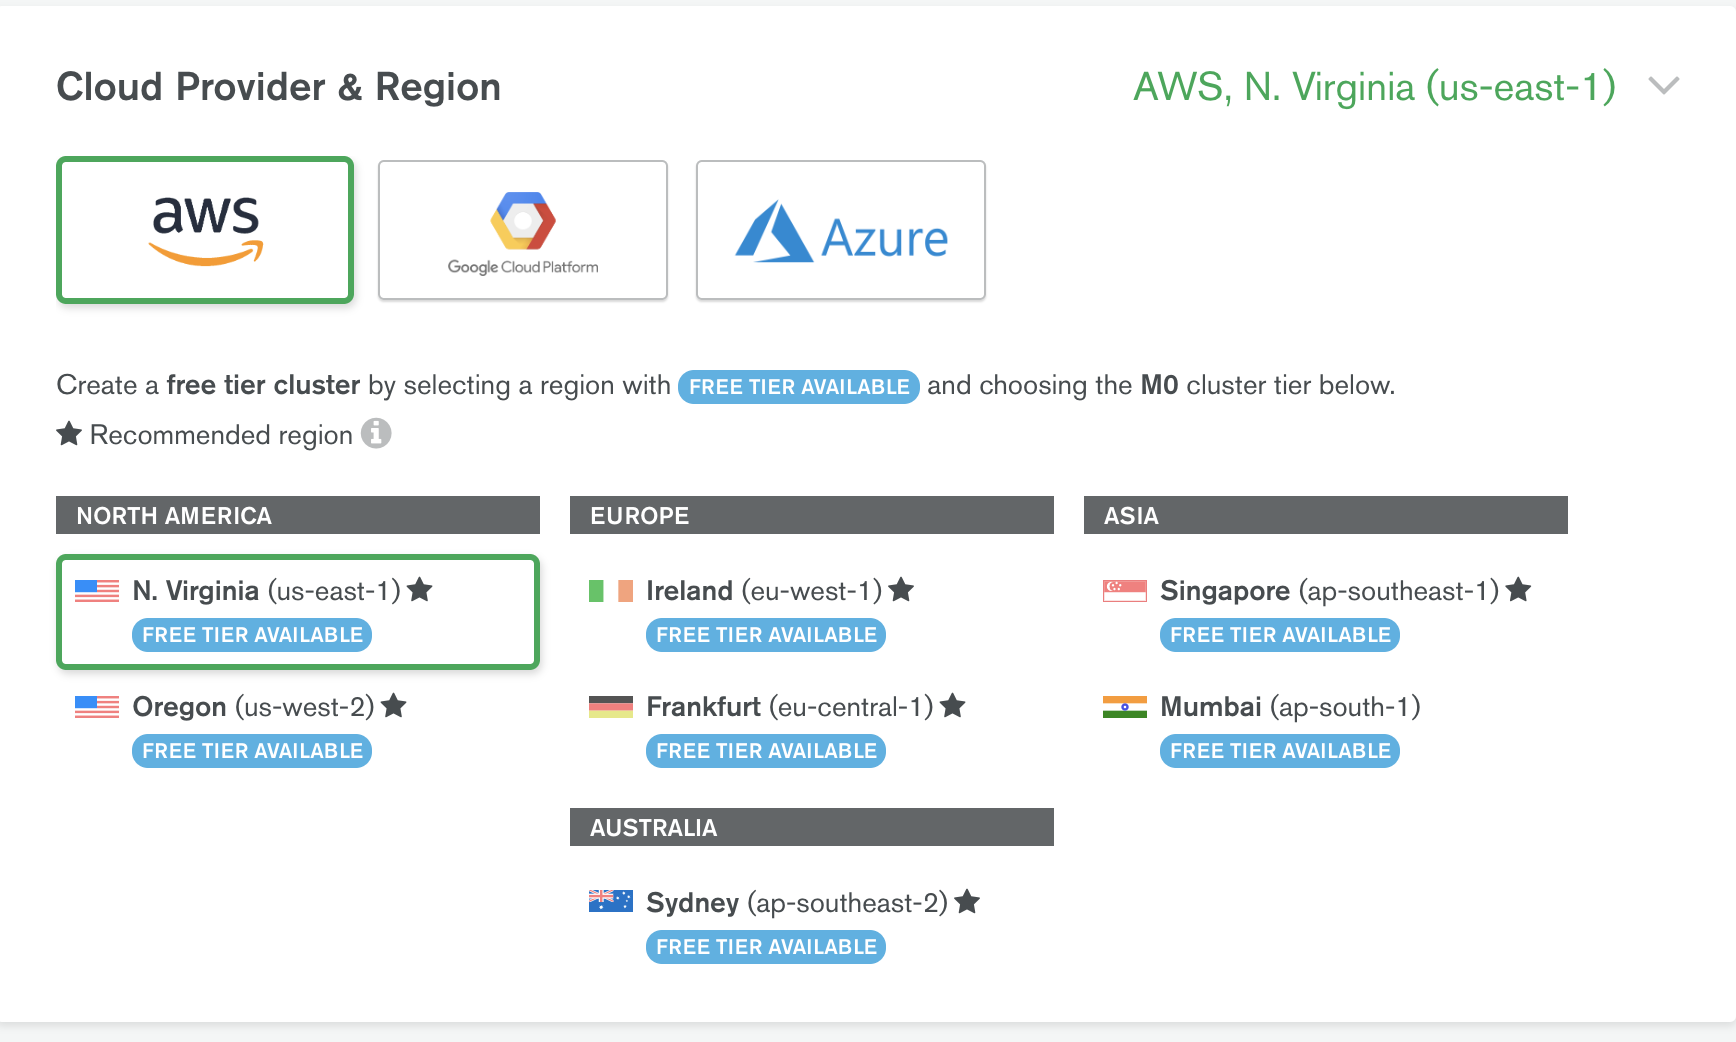 Cloud Provider & Region
AWS, N. Virginia (us-east-1)
aws
Google Cloud Platform
Azure
Create a free tier cluster by selecting a region with FREE TIER AVAILABLE and choosing the M0 cluster tier below.
★ Recommended region i
NORTH AMERICA
N. Virginia (us-east-1) ★
FREE TIER AVAILABLE
Oregon (us-west-2) ★
FREE TIER AVAILABLE
EUROPE
Ireland (eu-west-1) ★
FREE TIER AVAILABLE
Frankfurt (eu-central-1) ★
FREE TIER AVAILABLE
AUSTRALIA
Sydney (ap-southeast-2) ★
FREE TIER AVAILABLE
ASIA
Singapore (ap-southeast-1) ★
FREE TIER AVAILABLE
Mumbai (ap-south-1)
FREE TIER AVAILABLE